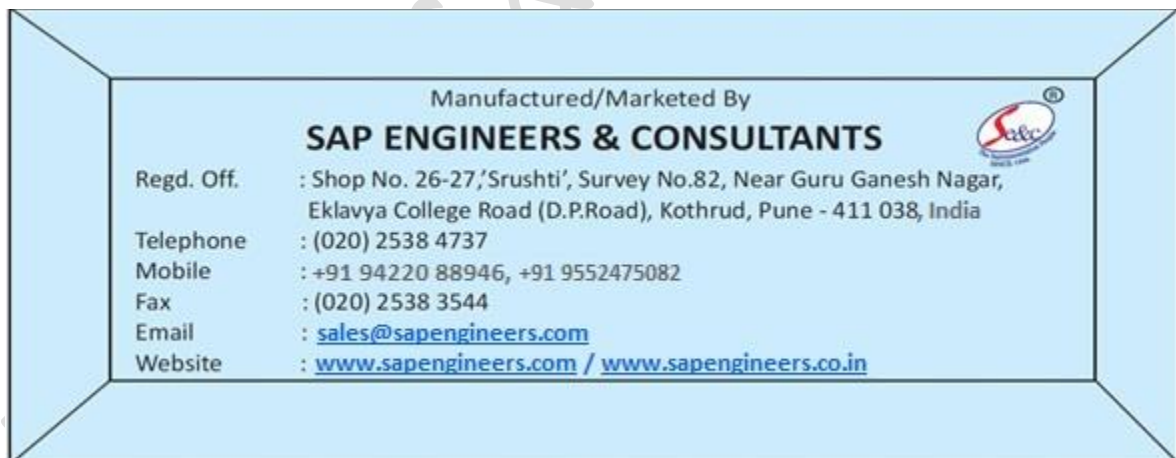 Manufactured/Marketed By
®
SAP ENGINEERS & CONSULTANTS
Se&c
Regd. Off. : Shop No. 26-27,'Srushti', Survey No.82, Near Guru Ganesh Nagar,
Eklavya College Road (D.P.Road), Kothrud, Pune - 411 038, India
Telephone : (020) 2538 4737
Mobile : +91 94220 88946, +91 9552475082
Fax : (020) 2538 3544
Email : sales@sapengineers.com
Website : www.sapengineers.com / www.sapengineers.co.in